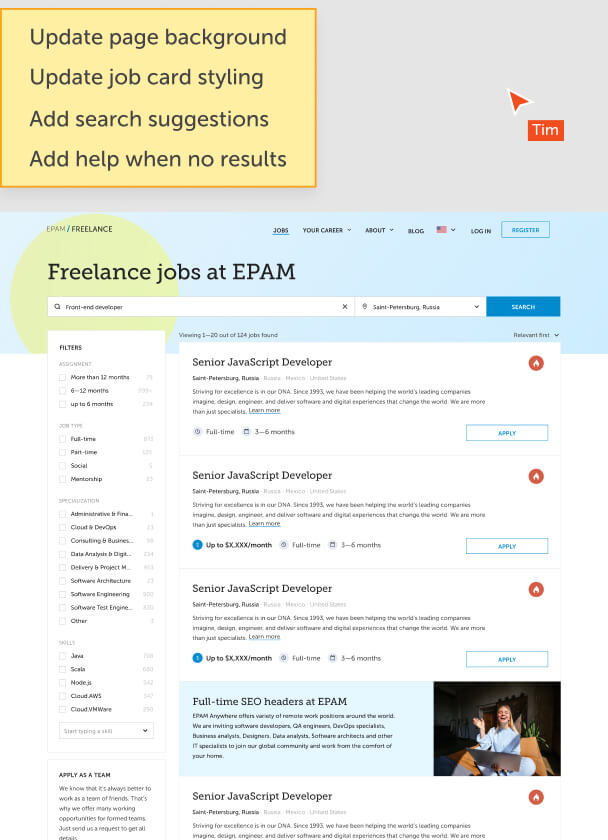 Update page background
Update job card styling
Add search suggestions
Add help when no results
Tim
EPAM / FREELANCE
JOBS
YOUR CAREER
ABOUT
BLOG
LOG IN
REGISTER
Freelance jobs at EPAM
Front-end developer
Saint-Petersburg, Russia
SEARCH
FILTERS
ASSIGNMENT
More than 12 months 75
6—12 months 999+
up to 6 months 234
JOB TYPE
Full-time
Part-time
Social 5
Mentorship 23
SPECIALIZATION
Administrative & Fina... 1
Cloud & DevOps 23
Consulting & Busines... 98
Data Analysis & Digit... 234
Delivery & Project M...
Software Architecture 23
Software Engineering 900
Software Test Engine...
Other
SKILLS
Java 708
Scala 680
Node.js 542
Cloud.AWS 347
Cloud.VMWare 290
Start typing a skill
APPLY AS A TEAM
We know that it's always better to
work as a team of friends. That's
why we offer many working
opportunities for formed teams.
Just send us a request to get all
details.
Viewing 1—20 out of 124 jobs found
Relevant first
Senior JavaScript Developer
Saint-Petersburg, Russia · Russia · Mexico · United States
Striving for excellence is in our DNA. Since 1993, we have been helping the world's leading companies
imagine, design, engineer, and deliver software and digital experiences that change the world. We are more
than just specialists. Learn more
Full-time 3—6 months
APPLY
Senior JavaScript Developer
Saint-Petersburg, Russia · Russia · Mexico · United States
Striving for excellence is in our DNA. Since 1993, we have been helping the world's leading companies
imagine, design, engineer, and deliver software and digital experiences that change the world. We are more
than just specialists. Learn more
Up to $X,XXX/month Full-time 3—6 months
APPLY
Senior JavaScript Developer
Saint-Petersburg, Russia · Russia · Mexico · United States
Striving for excellence is in our DNA. Since 1993, we have been helping the world's leading companies
imagine, design, engineer, and deliver software and digital experiences that change the world. We are more
than just specialists. Learn more
Up to $X,XXX/month Full-time 3—6 months
APPLY
Full-time SEO headers at EPAM
EPAM Anywhere offers variety of remote work positions around the world.
We are inviting software developers, QA engineers, DevOps specialists,
Business analysts, Designers, Data analysts, Software architects and other
IT specialists to join our global community and work from the comfort of
your home.
Senior JavaScript Developer
Saint-Petersburg, Russia · Russia · Mexico · United States
Striving for excellence is in our DNA. Since 1993, we have been helping the world's leading companies
imagine, design, engineer, and deliver software and digital experiences that change the world. We are more